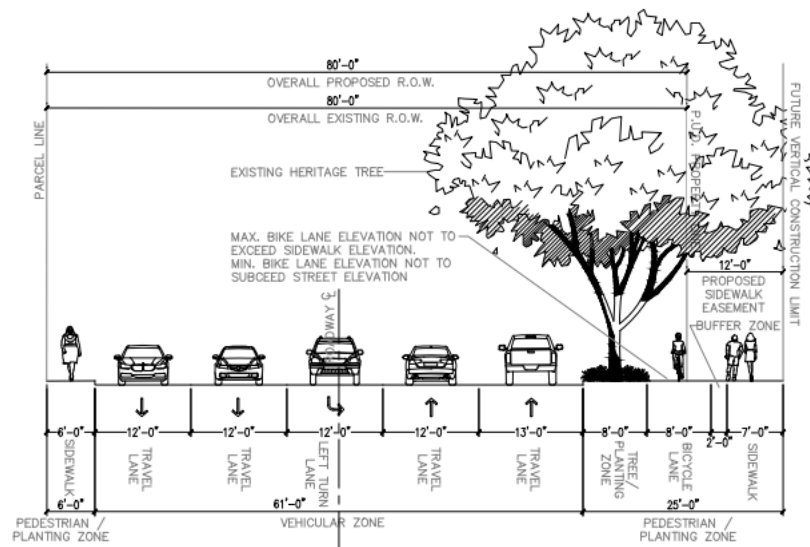 80'-0"
OVERALL PROPOSED R.O.W.
80'-0"
OVERALL EXISTING R.O.W.
PARCEL LINE
EXISTING HERITAGE TREE
P.U.D. PROPERTY
FUTURE VERTICAL CONSTRUCTION LIMIT
MAX. BIKE LANE ELEVATION NOT TO
EXCEED SIDEWALK ELEVATION.
MIN. BIKE LANE ELEVATION NOT TO
SUBCEED STREET ELEVATION
12'-0"
PROPOSED
SIDEWALK
EASEMENT
BUFFER ZONE
℄
6'-0"
12'-0"
12'-0"
12'-0"
12'-0"
13'-0"
8'-0"
8'-0"
2'-0"
7'-0"
SIDEWALK
TRAVEL
LANE
TRAVEL
LANE
LEFT TURN
LANE
TRAVEL
LANE
TRAVEL
LANE
TREE/
PLANTING
ZONE
BICYCLE
LANE
SIDEWALK
6'-0"
61'-0"
25'-0"
PEDESTRIAN /
PLANTING ZONE
VEHICULAR ZONE
PEDESTRIAN /
PLANTING ZONE